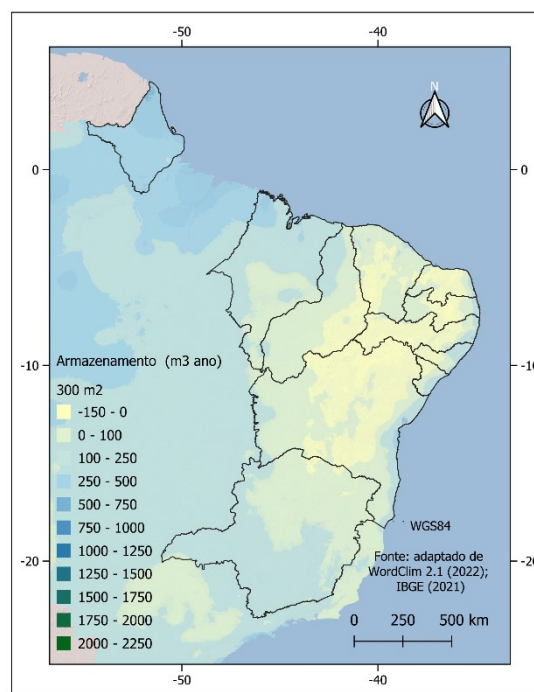 -50 -40
N
0 0
-10 -10
-20 -20
Armazenamento (m3 ano)
300 m2
-150 - 0
0 - 100
100 - 250
250 - 500
500 - 750
750 - 1000
1000 - 1250
1250 - 1500
1500 - 1750
1750 - 2000
2000 - 2250
WGS84
Fonte: adaptado de
WordClim 2.1 (2022);
IBGE (2021)
0 250 500 km
-50 -40